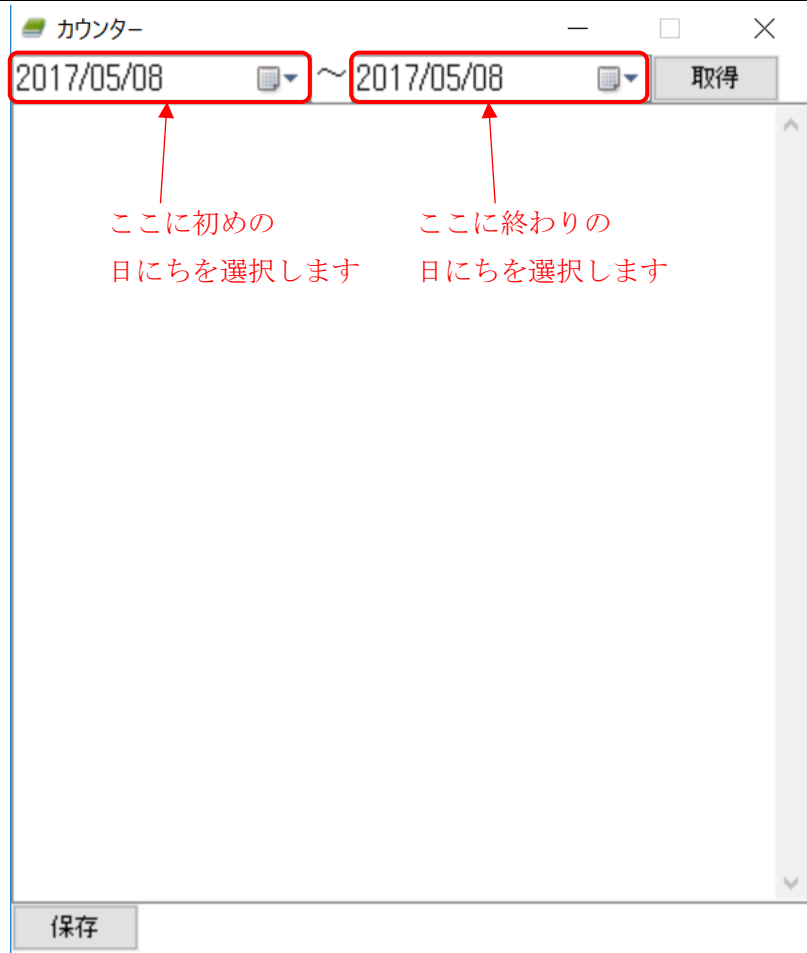 カウンター
2017/05/08 ～ 2017/05/08 取得
ここに初めの
日にちを選択します
ここに終わりの
日にちを選択します
保存